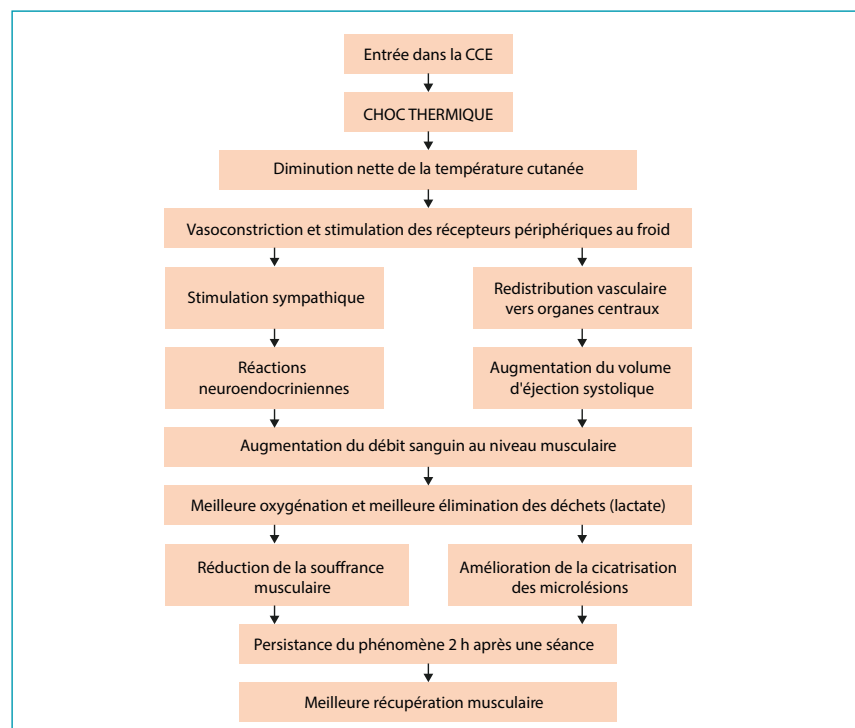 Entrée dans la CCE
CHOC THERMIQUE
Diminution nette de la température cutanée
Vasoconstriction et stimulation des récepteurs périphériques au froid
Stimulation sympathique
Redistribution vasculaire
vers organes centraux
Réactions
neuroendocriniennes
Augmentation du volume
d'éjection systolique
Augmentation du débit sanguin au niveau musculaire
Meilleure oxygénation et meilleure élimination des déchets (lactate)
Réduction de la souffrance
musculaire
Amélioration de la cicatrisation
des microlésions
Persistance du phénomène 2 h après une séance
Meilleure récupération musculaire